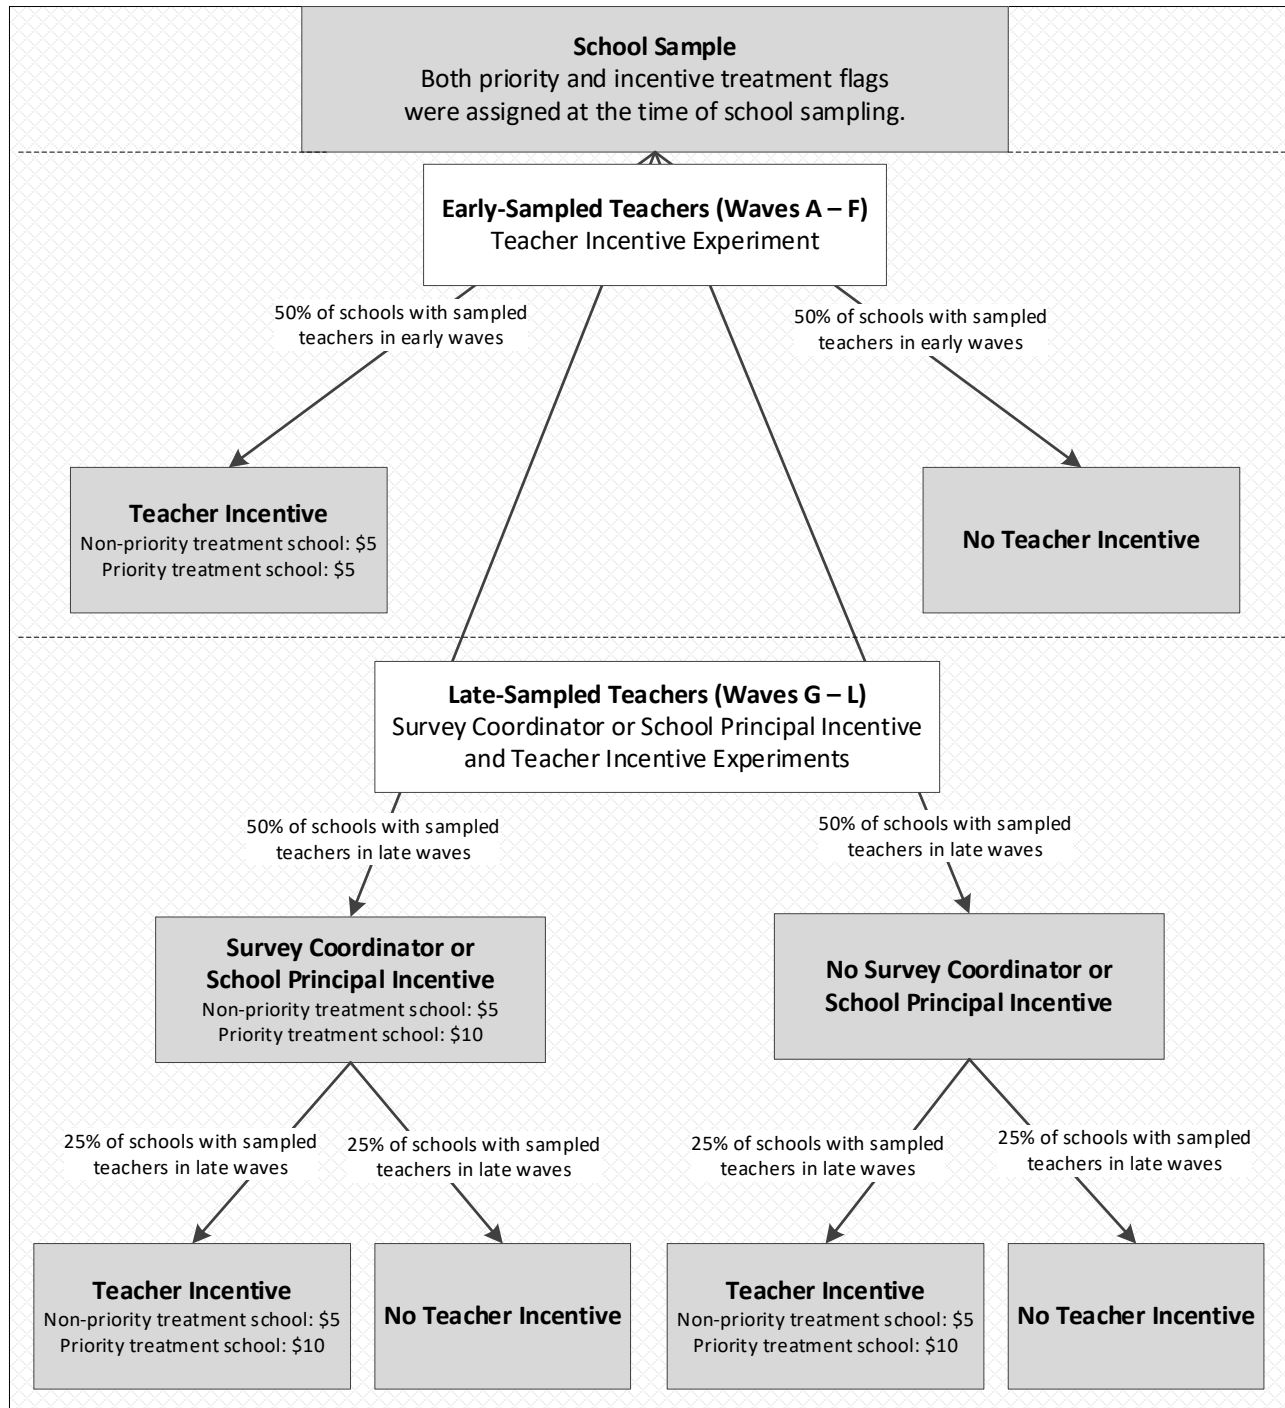 School Sample
Both priority and incentive treatment flags
were assigned at the time of school sampling.
Early-Sampled Teachers (Waves A – F)
Teacher Incentive Experiment
50% of schools with sampled
teachers in early waves
50% of schools with sampled
teachers in early waves
Teacher Incentive
Non-priority treatment school: $5
Priority treatment school: $5
No Teacher Incentive
Late-Sampled Teachers (Waves G – L)
Survey Coordinator or School Principal Incentive
and Teacher Incentive Experiments
50% of schools with sampled
teachers in late waves
50% of schools with sampled
teachers in late waves
Survey Coordinator or
School Principal Incentive
Non-priority treatment school: $5
Priority treatment school: $10
No Survey Coordinator or
School Principal Incentive
25% of schools with sampled
teachers in late waves
25% of schools with sampled
teachers in late waves
25% of schools with sampled
teachers in late waves
25% of schools with sampled
teachers in late waves
Teacher Incentive
Non-priority treatment school: $5
Priority treatment school: $10
No Teacher Incentive
Teacher Incentive
Non-priority treatment school: $5
Priority treatment school: $10
No Teacher Incentive